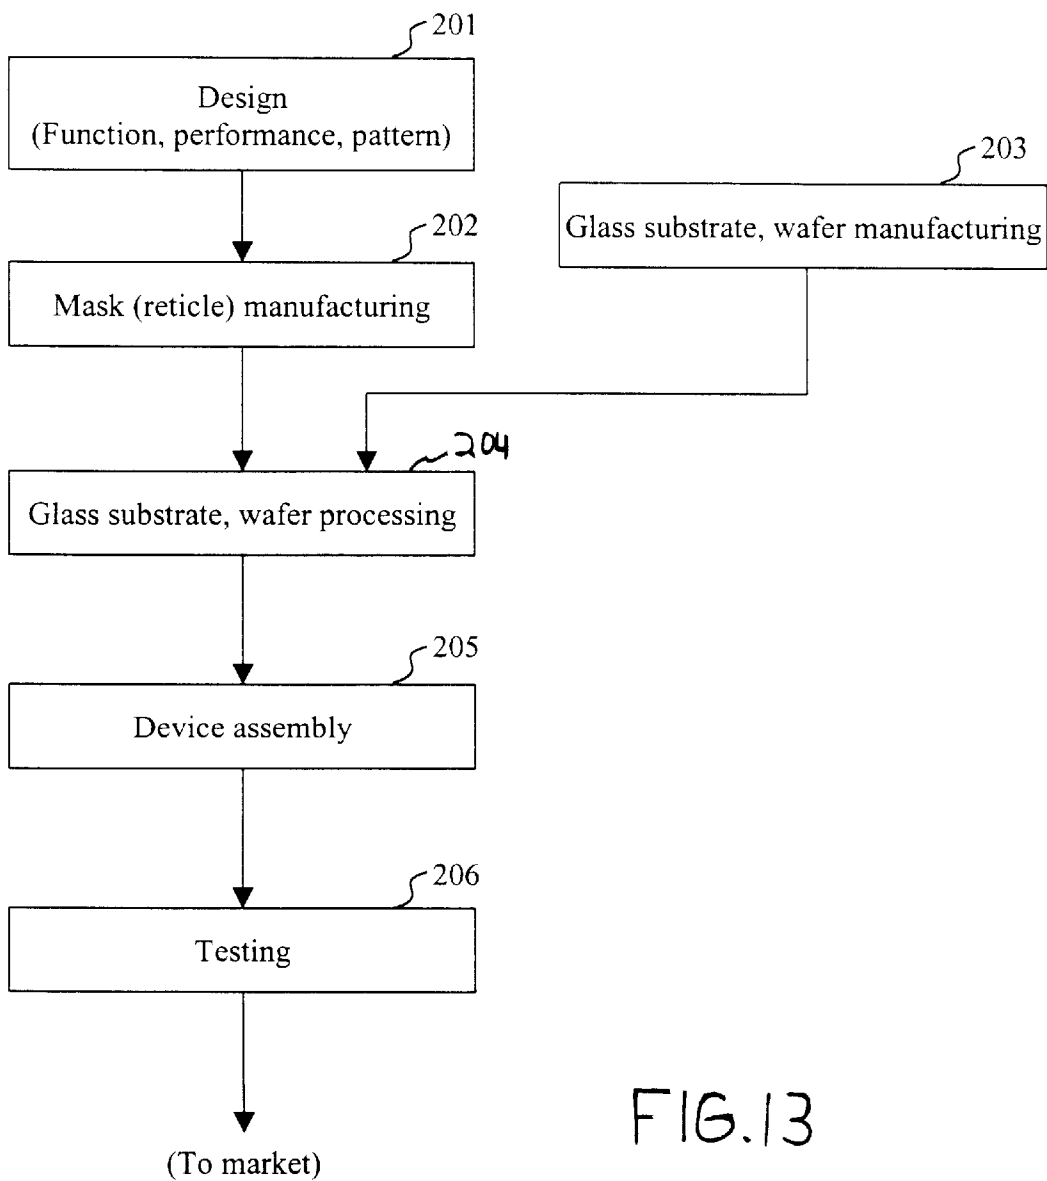 201
Design
(Function, performance, pattern)
203
Glass substrate, wafer manufacturing
202
Mask (reticle) manufacturing
204
Glass substrate, wafer processing
205
Device assembly
206
Testing
(To market)
FIG.13